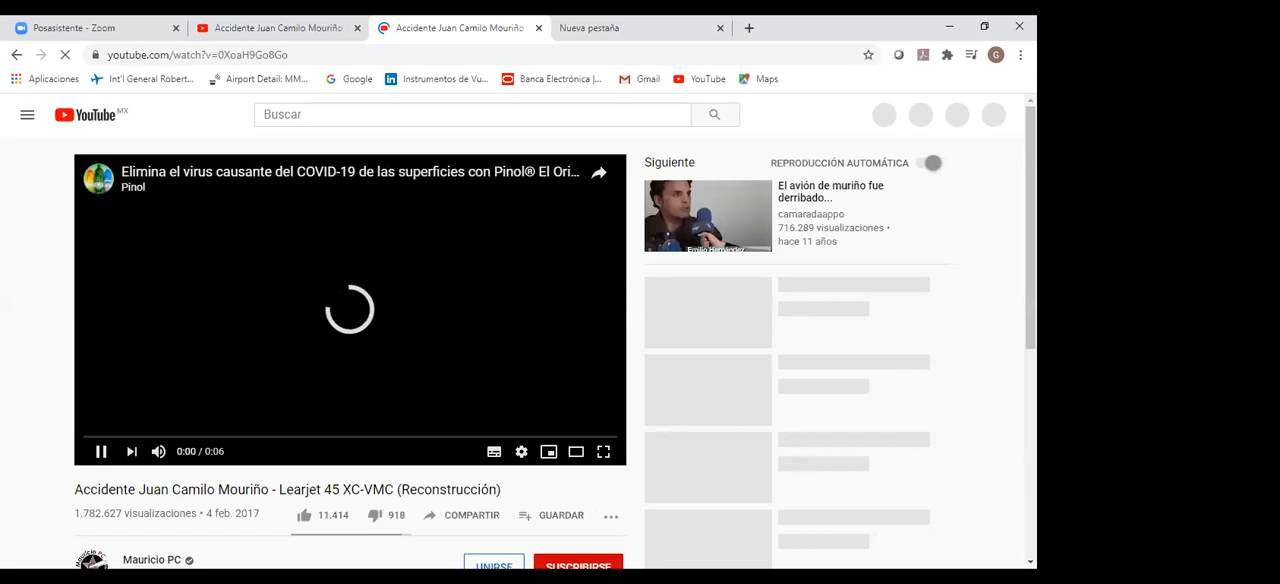 Posasistente - Zoom
Accidente Juan Camilo Mouriño
Accidente Juan Camilo Mouriño
Nueva pestaña
youtube.com/watch?v=0XoaH9Go8Go
G
Aplicaciones
Int'l General Robert...
Airport Detail: MM...
Google
Instrumentos de Vu...
Banca Electrónica |...
Gmail
YouTube
Maps
YouTube MX
Buscar
Elimina el virus causante del COVID-19 de las superficies con Pinol® El Ori...
Pinol
0:00 / 0:06
Siguiente
REPRODUCCIÓN AUTOMÁTICA
El avión de muriño fue
derribado...
camaradaappo
716.289 visualizaciones •
hace 11 años
Emilio Hernández
Accidente Juan Camilo Mouriño - Learjet 45 XC-VMC (Reconstrucción)
1.782.627 visualizaciones • 4 feb. 2017
11.414
918
COMPARTIR
GUARDAR
Mauricio PC
Mauricio PC
UNIRSE
SUSCRIBIRSE